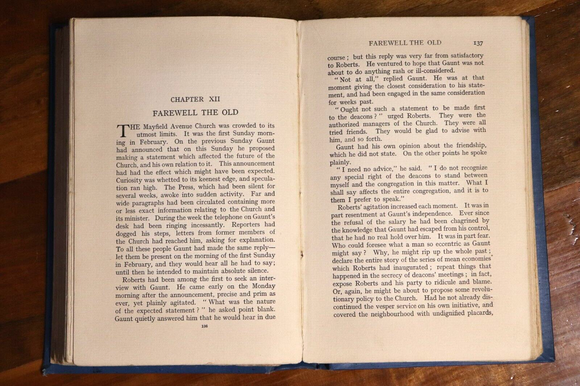 CHAPTER XII
FAREWELL THE OLD
THE Mayfield Avenue Church was crowded to its
utmost limits. It was the first Sunday morn-
ing in February. On the previous Sunday Gaunt
had announced that on this Sunday he proposed
making a statement which affected the future of the
Church, and his own relation to it. This announcement
had had the effect which might have been expected.
Curiosity was whetted to its keenest edge, and specula-
tion ran high. The Press, which had been silent for
several weeks, awoke into sudden activity. Far and
wide paragraphs had been circulated containing more
or less exact information relating to the Church and
its minister. During the week the telephone on Gaunt's
desk had been ringing incessantly. Reporters had
dogged his steps, letters from former members of
the Church had reached him, asking for explanation.
To all these people Gaunt had made the same reply—
let them be present on the morning of the first Sunday
in February, and they would hear all he had to say;
until then he intended to maintain absolute silence.
Roberts had been among the first to seek an inter-
view with Gaunt. He came early on the Monday
morning after the announcement, precise and prim as
ever, yet plainly agitated. "What was the nature
of the expected statement?" he asked point blank.
Gaunt quietly answered him that he would hear in due
136
FAREWELL THE OLD 137
course; but this reply was very far from satisfactory
to Roberts. He ventured to hope that Gaunt was not
about to do anything rash or ill-considered.
"Not at all," replied Gaunt. He was at that
moment giving the closest consideration to his state-
ment, and had been engaged in the same consideration
for weeks past.
"Ought not such a statement to be made first
to the deacons?" urged Roberts. They were the
authorized managers of the Church. They were all
tried friends. They would be glad to advise with
him, and so forth.
Gaunt had his own opinion about the friendship,
which he did not state. On the other points he spoke
plainly.
"I need no advice," he said. "I do not recognize
any special right of the deacons to stand between
myself and the congregation in this matter. What I
shall say affects the entire congregation, and it is to
them I prefer to speak."
Roberts' agitation increased each moment. It was in
part resentment at Gaunt's independence. Ever since
the refusal of the salary he had been chagrined by
the knowledge that Gaunt had escaped from his control,
that he had no real hold over him. It was in part fear.
Who could foresee what a man so eccentric as Gaunt
might say? Why, he might rip up the whole past;
declare the entire story of the series of mean economies
which Roberts had inaugurated; repeat things that
happened in the secrecy of deacons' meetings; in fact,
expose Roberts and his party to ridicule and blame.
Or, again, he might be about to propose some revolu-
tionary policy to the Church. Had he not already dis-
continued the vesper service on his own initiative, and
covered the neighbourhood with undignified placards,